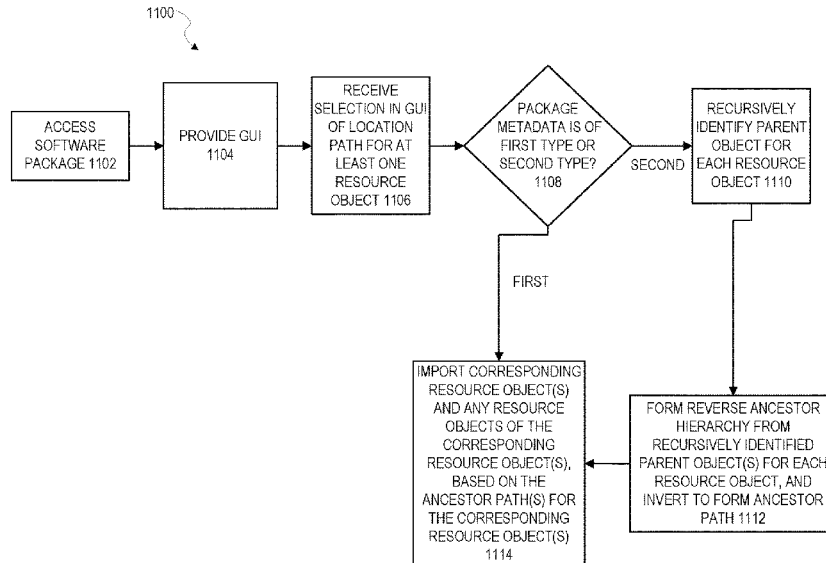 1100
ACCESS
SOFTWARE
PACKAGE 1102
PROVIDE GUI
1104
RECEIVE
SELECTION IN GUI
OF LOCATION
PATH FOR AT
LEAST ONE
RESOURCE
OBJECT 1106
PACKAGE
METADATA IS OF
FIRST TYPE OR
SECOND TYPE?
1108
SECOND
RECURSIVELY
IDENTIFY PARENT
OBJECT FOR
EACH RESOURCE
OBJECT 1110
FIRST
IMPORT CORRESPONDING
RESOURCE OBJECT(S)
AND ANY RESOURCE
OBJECTS OF THE
CORRESPONDING
RESOURCE OBJECT(S),
BASED ON THE
ANCESTOR PATH(S) FOR
THE CORRESPONDING
RESOURCE OBJECT(S)
1114
FORM REVERSE ANCESTOR
HIERARCHY FROM
RECURSIVELY IDENTIFIED
PARENT OBJECT(S) FOR EACH
RESOURCE OBJECT, AND
INVERT TO FORM ANCESTOR
PATH 1112